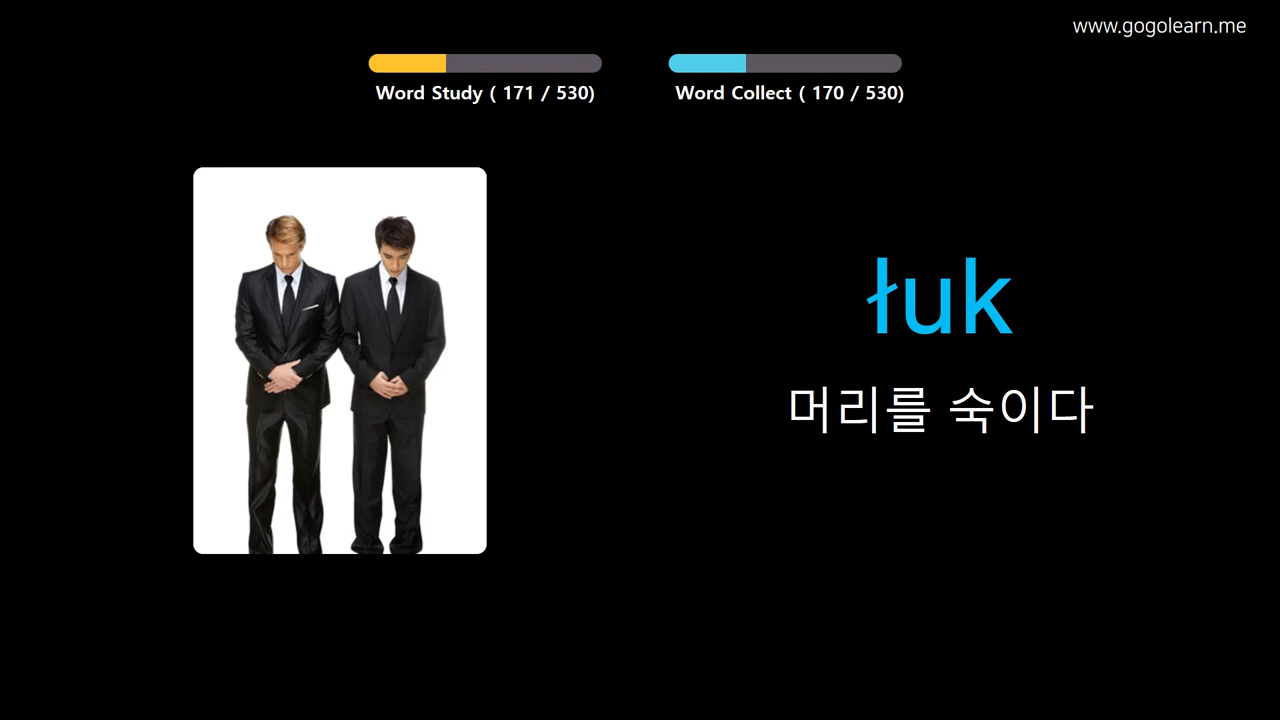 www.gogolearn.me
Word Study ( 171 / 530)
Word Collect ( 170 / 530)
łuk
머리를 숙이다